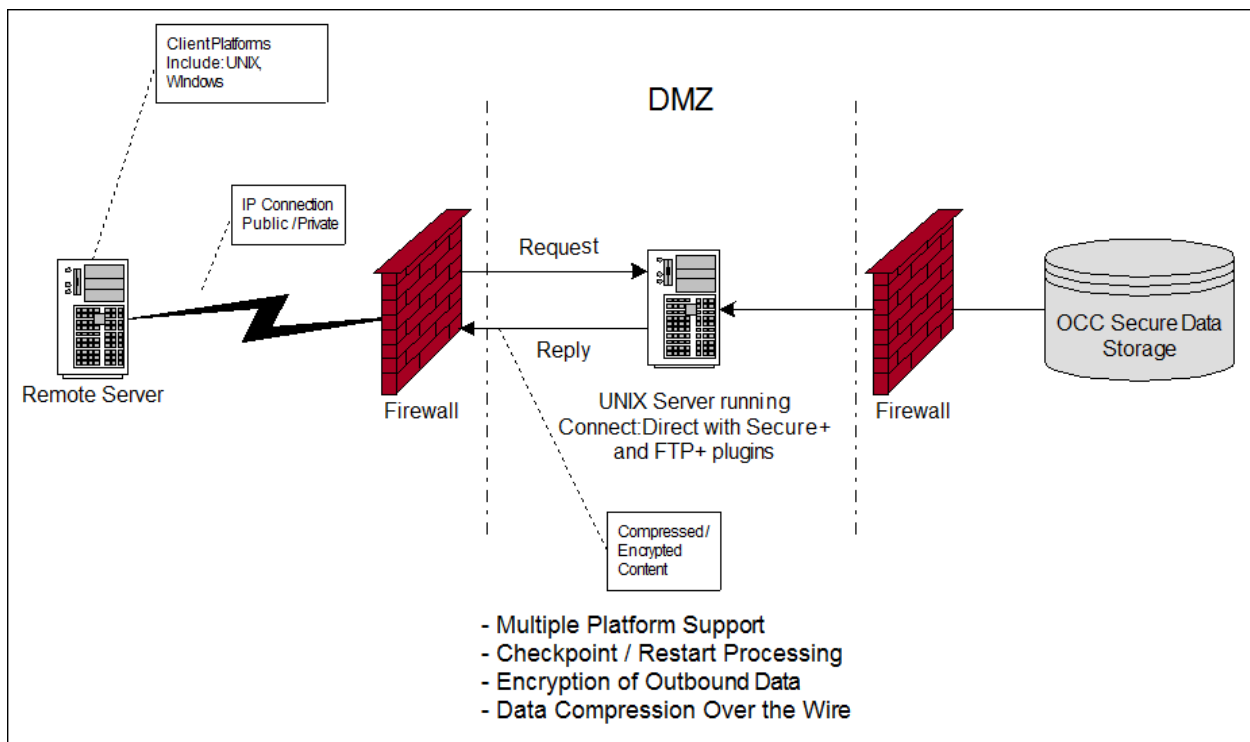 Client Platforms
Include: UNIX,
WIndows
DMZ
IP Connection
Public / Private
Request
Reply
Remote Server
Firewall
UNIX Server running
Connect:Direct with Secure+
and FTP+ plugins
Firewall
OCC Secure Data
Storage
Compressed /
Encrypted
Content
- Multiple Platform Support
- Checkpoint / Restart Processing
- Encryption of Outbound Data
- Data Compression Over the Wire